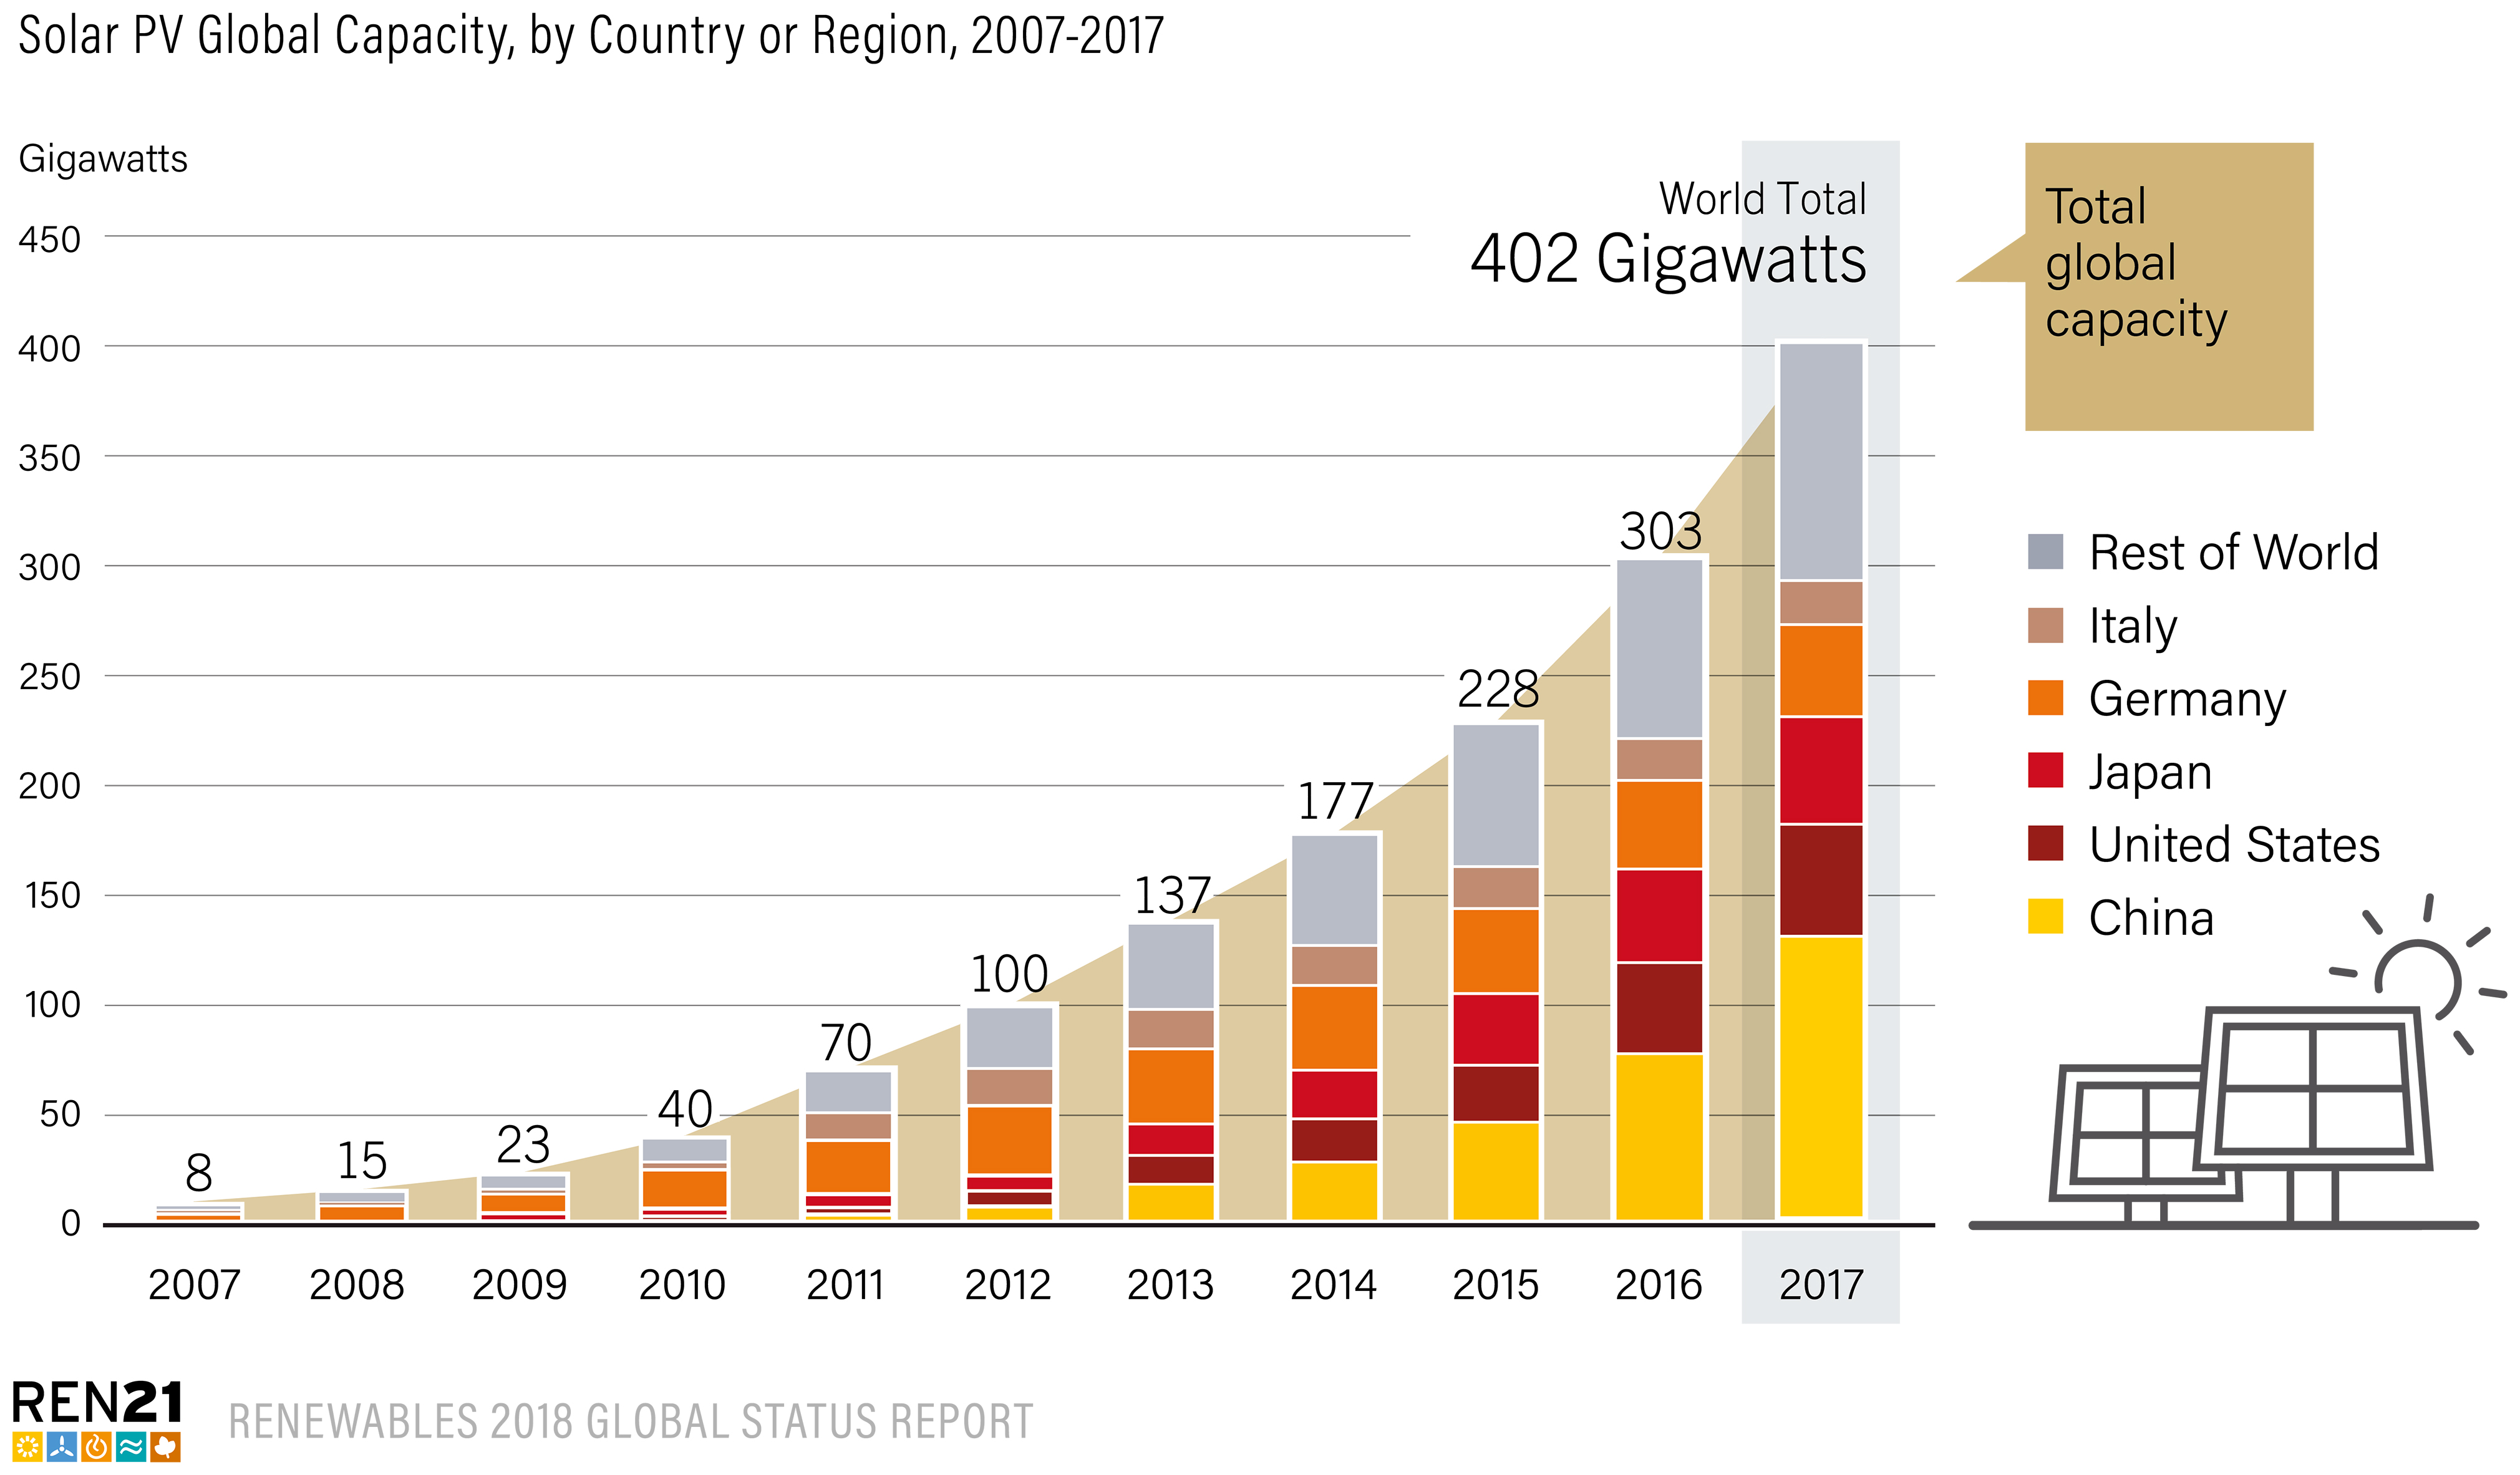 Solar PV Global Capacity, by Country or Region, 2007-2017
Gigawatts
World Total
402 Gigawatts
Total
global
capacity
450
400
350
300
250
200
150
100
50
0
8
15
23
40
70
100
137
177
228
303
2007
2008
2009
2010
2011
2012
2013
2014
2015
2016
2017
Rest of World
Italy
Germany
Japan
United States
China
REN21
RENEWABLES 2018 GLOBAL STATUS REPORT